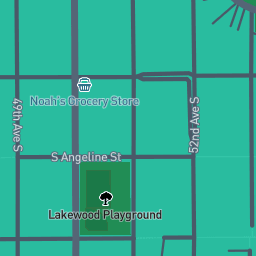 Noah's Grocery Store
49th Ave S
52nd Ave S
S Angeline St
Lakewood Playground